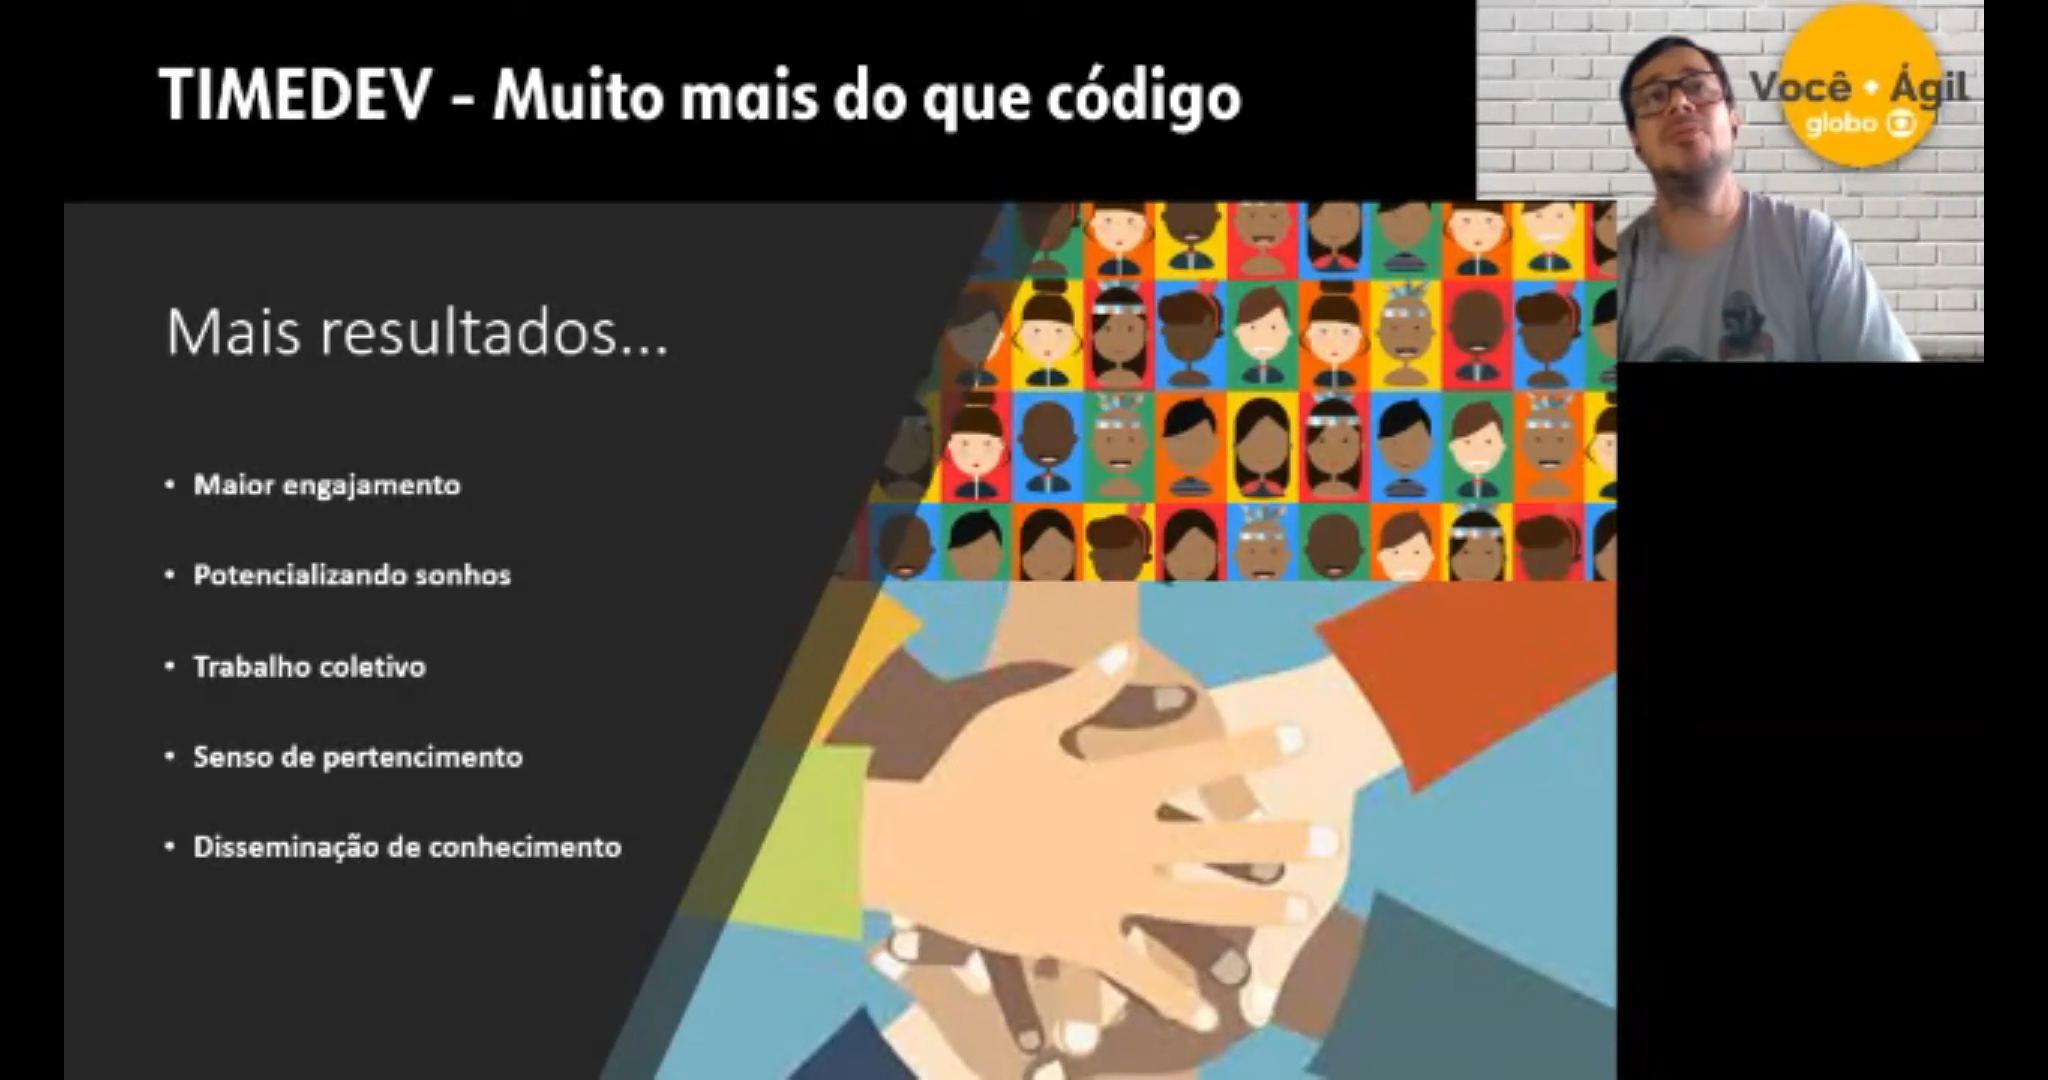 TIMEDEV - Muito mais do que código
Você + Ágil
globo
Mais resultados...
• Maior engajamento
• Potencializando sonhos
• Trabalho coletivo
• Senso de pertencimento
• Disseminação de conhecimento